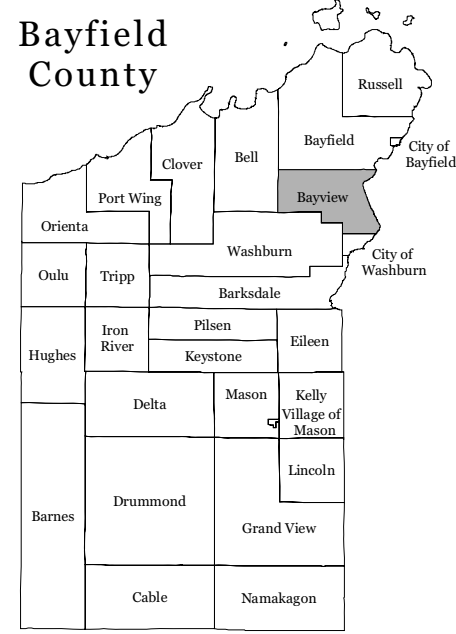 Bayfield
County
Russell
Bayfield
City of
Bayfield
Clover
Bell
Port Wing
Bayview
Orienta
Washburn
City of
Washburn
Oulu
Tripp
Barksdale
Iron
River
Pilsen
Eileen
Hughes
Keystone
Delta
Mason
Kelly
Village of
Mason
Lincoln
Drummond
Barnes
Grand View
Cable
Namakagon